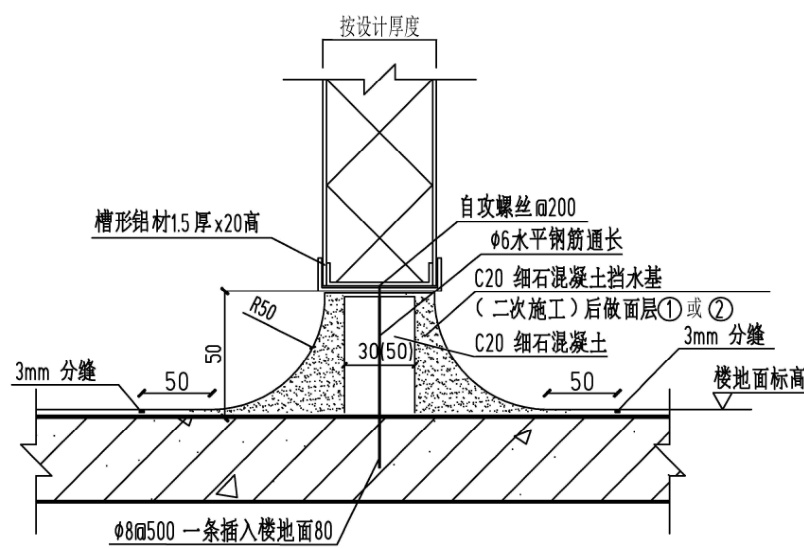 按设计厚度
槽形铝材1.5厚x20高
自攻螺丝@200
φ6水平钢筋通长
C20 细石混凝土挡水基
（二次施工）后做面层①或②
C20 细石混凝土
3mm 分缝
R50
50
30(50)
3mm 分缝
50
50
楼地面标高
φ8@500 一条插入楼地面80